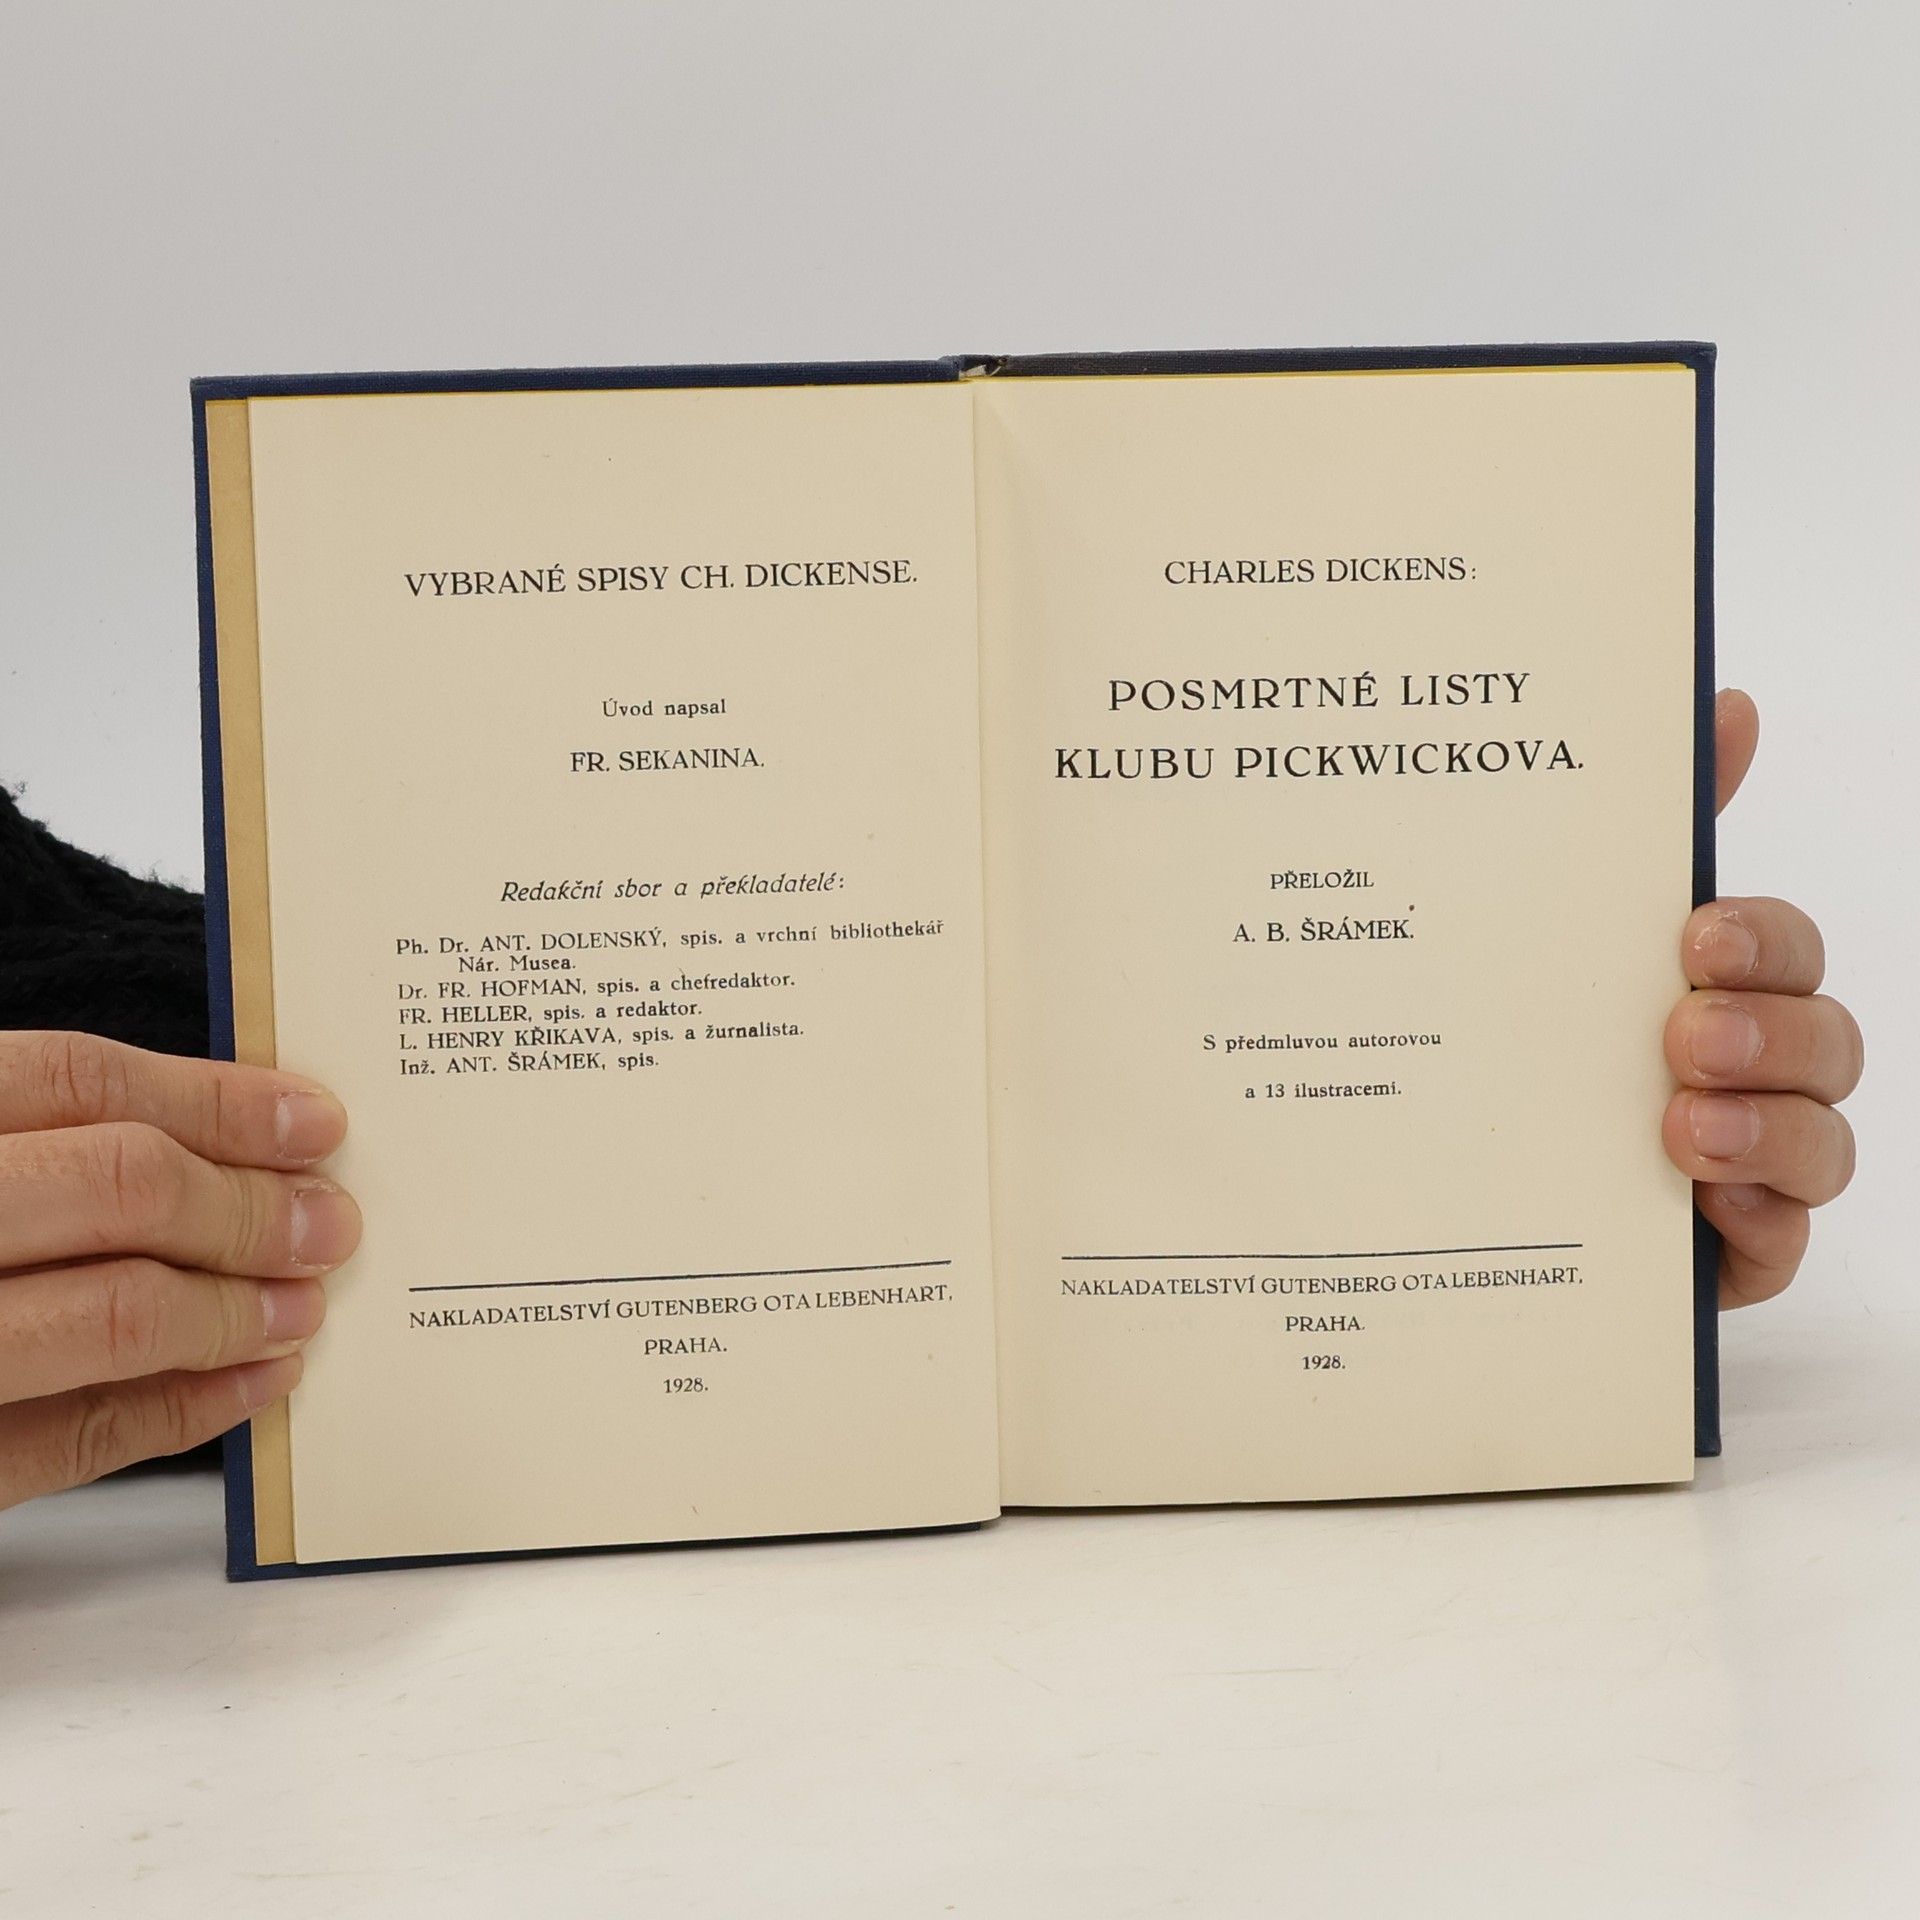 VYBRANÉ SPISY CH. DICKENSE.
Úvod napsal
FR. SEKANINA.
Redakční sbor a překladatelé:
Ph. Dr. ANT. DOLENSKÝ, spis. a vrchní bibliothekář
Nár. Musea.
Dr. FR. HOFMAN, spis. a chefredaktor.
FR. HELLER, spis. a redaktor.
L. HENRY KŘIKAVA, spis. a žurnalista.
Inž. ANT. ŠRÁMEK, spis.
NAKLADATELSTVÍ GUTENBERG OTA LEBENHART,
PRAHA.
1928.
CHARLES DICKENS:
POSMRTNÉ LISTY
KLUBU PICKWICKOVA.
PŘELOŽIL
A. B. ŠRÁMEK.
S předmluvou autorovou
a 13 ilustracemi.
NAKLADATELSTVÍ GUTENBERG OTA LEBENHART,
PRAHA.
1928.